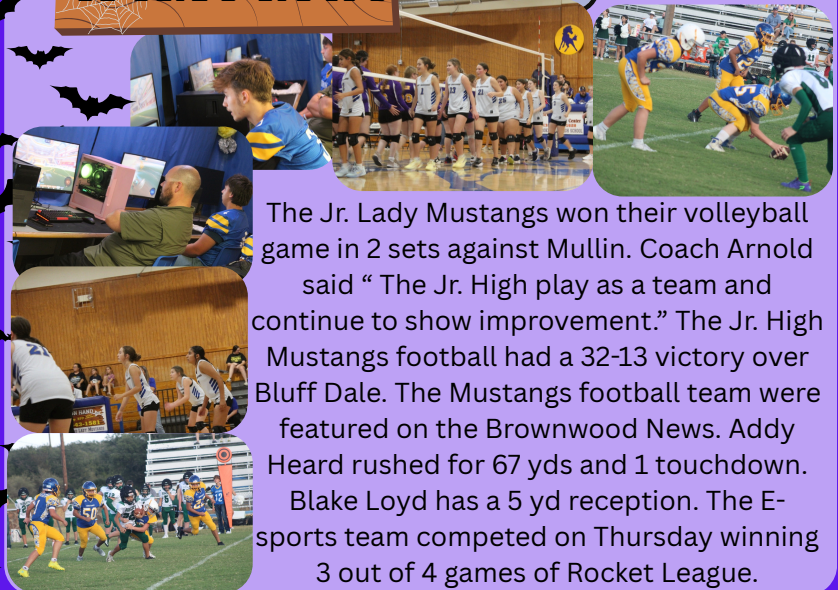 The Jr. Lady Mustangs won their volleyball
game in 2 sets against Mullin. Coach Arnold
said “ The Jr. High play as a team and
continue to show improvement.” The Jr. High
Mustangs football had a 32-13 victory over
Bluff Dale. The Mustangs football team were
featured on the Brownwood News. Addy
Heard rushed for 67 yds and 1 touchdown.
Blake Loyd has a 5 yd reception. The E-
sports team competed on Thursday winning
3 out of 4 games of Rocket League.